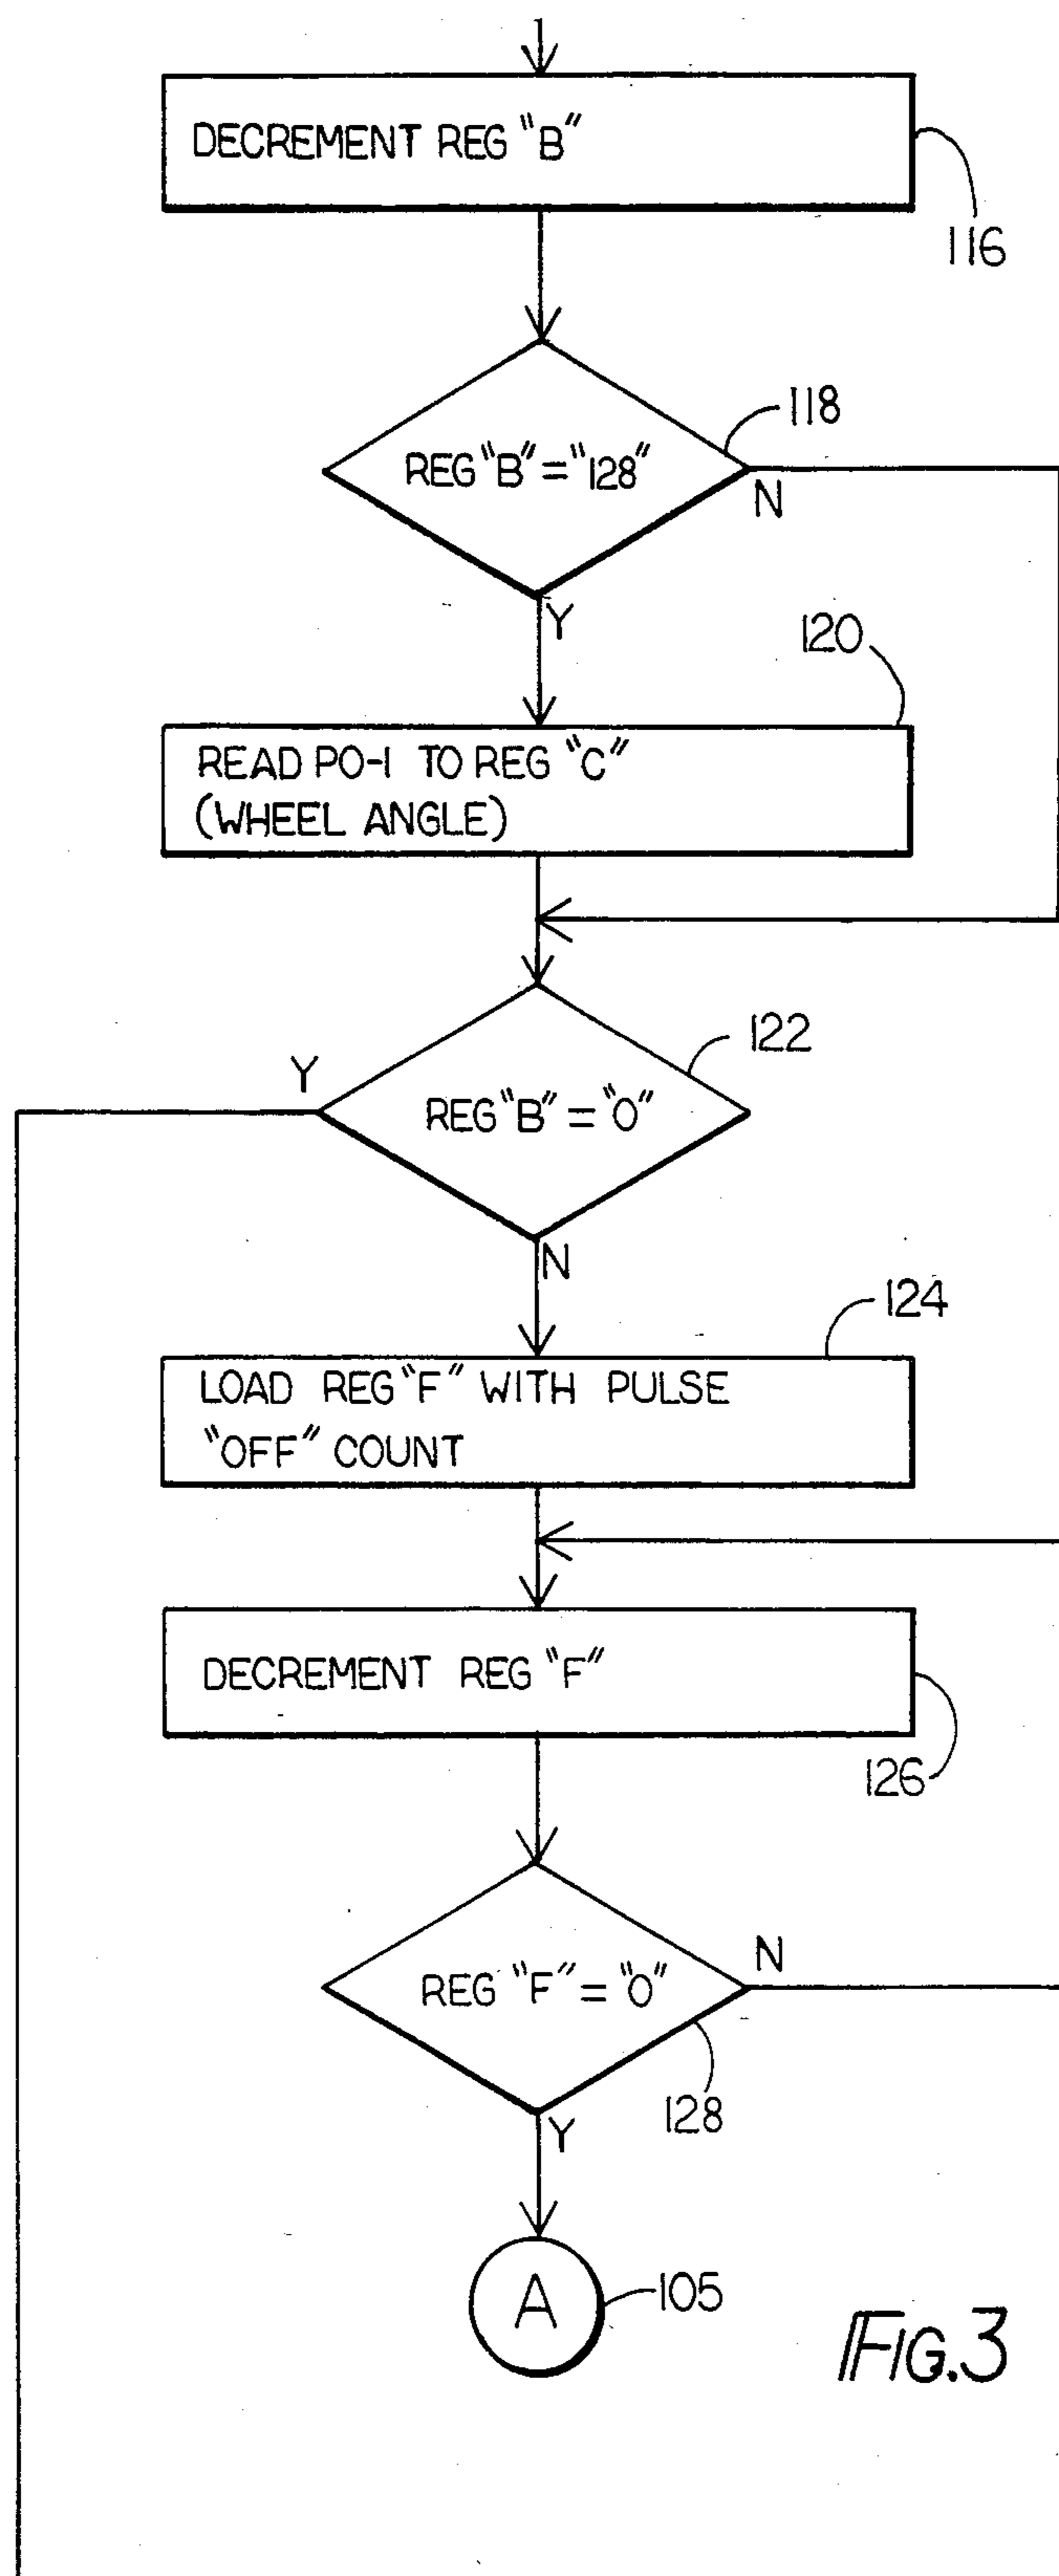 DECREMENT REG "B"
116
118
REG "B" = "128"
N
Y
120
READ PO-1 TO REG "C"
(WHEEL ANGLE)
122
Y
REG "B" = "0"
N
124
LOAD REG "F" WITH PULSE
"OFF" COUNT
DECREMENT REG "F"
126
N
REG "F" = "0"
128
Y
A
105
FIG.3